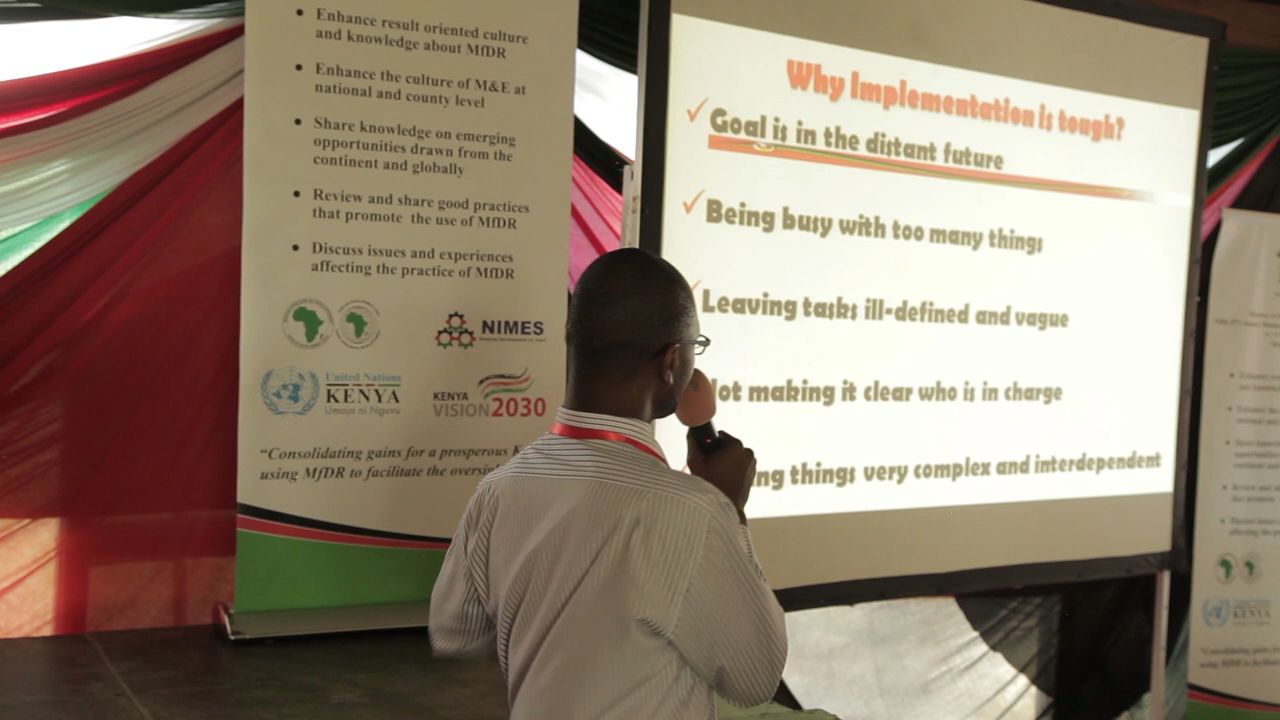 Enhance result oriented culture
and knowledge about MfDR
Enhance the culture of M&E at
national and county level
Share knowledge on emerging
opportunities drawn from the
continent and globally
Review and share good practices
that promote the use of MfDR
Discuss issues and experiences
affecting the practice of MfDR
NIMES
United Nations
KENYA
Umoja ni Nguvu
KENYA
VISION 2030
"Consolidating gains for a prosperous
using MfDR to facilitate the
Why Implementation is tough?
Goal is in the distant future
Being busy with too many things
Leaving tasks ill-defined and vague
making it clear who is in charge
things very complex and interdependent
KENYA